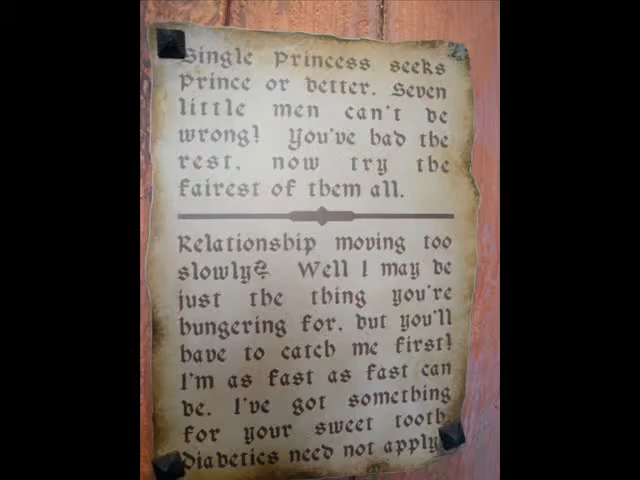 Single princess seeks
prince or better. Seven
little men can't be
wrong! You've had the
rest, now try the
fairest of them all.
Relationship moving too
slowly? Well I may be
just the thing you're
hungering for, but you'll
have to catch me first!
I'm as fast as fast can
be. I've got something
for your sweet tooth
diabetics need not apply.